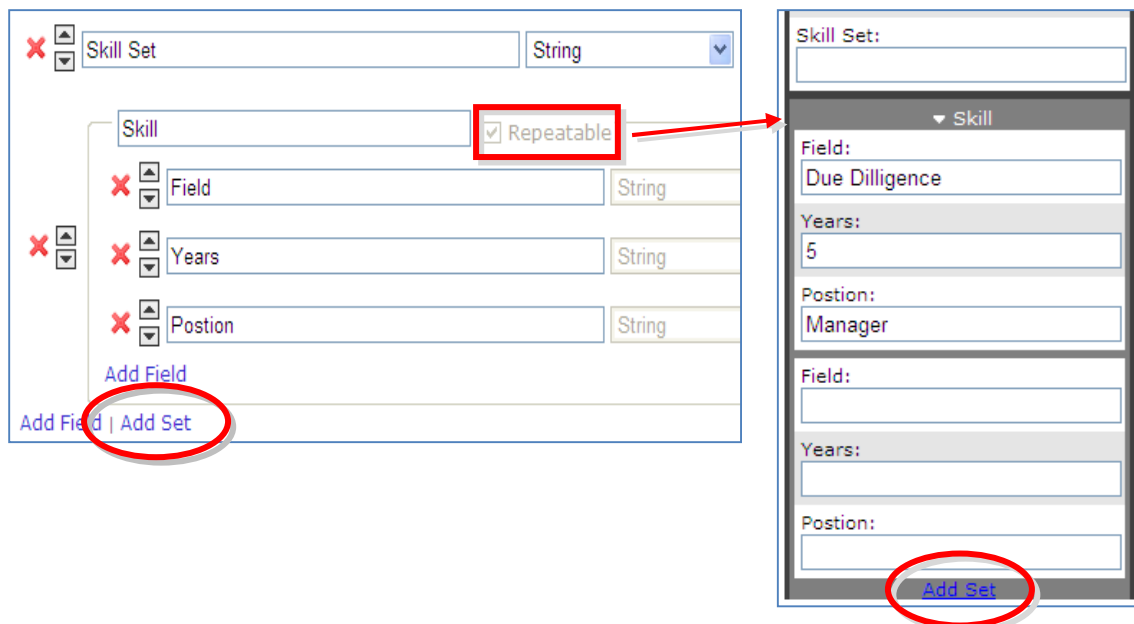 Skill Set String
Skill Repeatable
Field String
Years String
Postion String
Add Field
Add Field | Add Set
Skill Set:
Skill
Field:
Due Dilligence
Years:
5
Postion:
Manager
Field:
Years:
Postion:
Add Set